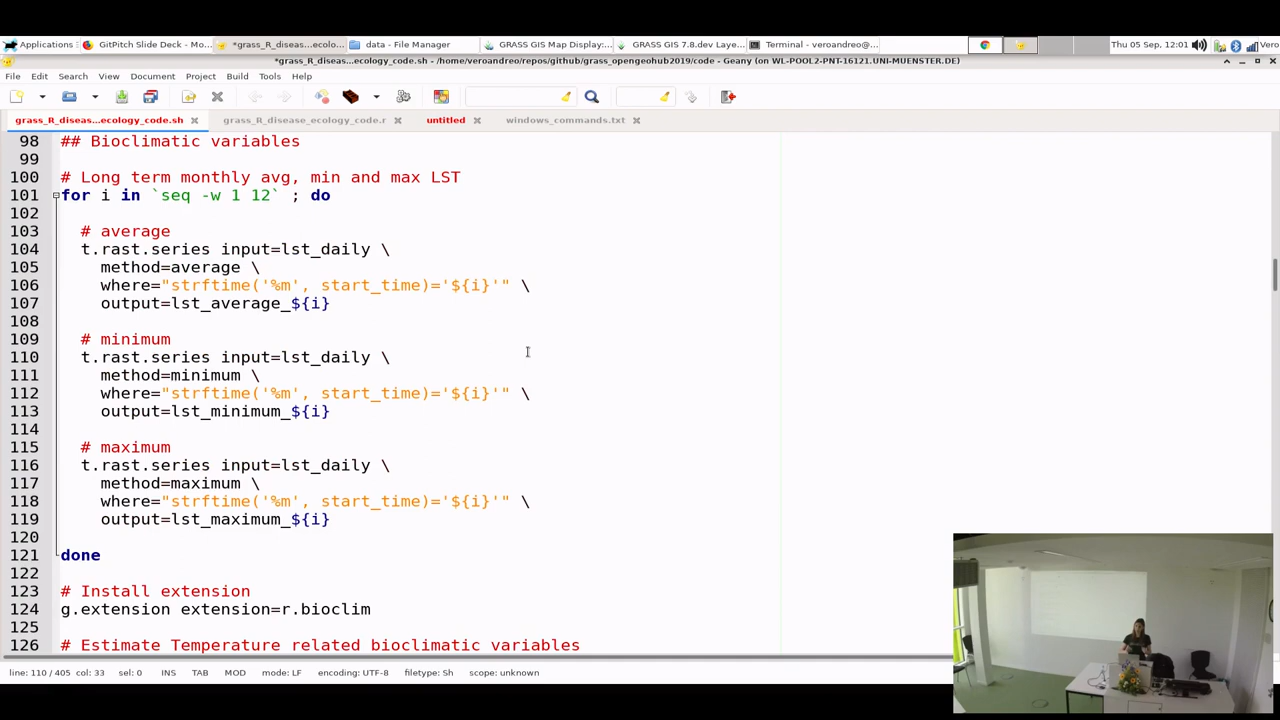 Applications
GitPitch Slide Deck - Mo...
*grass_R_diseas...ecolo...
data - File Manager
GRASS GIS Map Display:...
GRASS GIS 7.8.dev Laye...
Terminal - veroandreo@...
Thu 05 Sep, 12:01
Vero
*grass_R_diseas...ecology_code.sh - /home/veroandreo/repos/github/grass_opengeohub2019/code - Geany (on WL-POOL2-PNT-16121.UNI-MUENSTER.DE)
File Edit Search View Document Project Build Tools Help
grass_R_diseas...ecology_code.sh
grass_R_disease_ecology_code.r
untitled
windows_commands.txt
98 ## Bioclimatic variables
99
100 # Long term monthly avg, min and max LST
101 for i in `seq -w 1 12` ; do
102
103 # average
104 t.rast.series input=lst_daily \
105 method=average \
106 where="strftime('%m', start_time)='${i}'" \
107 output=lst_average_${i}
108
109 # minimum
110 t.rast.series input=lst_daily \
111 method=minimum \
112 where="strftime('%m', start_time)='${i}'" \
113 output=lst_minimum_${i}
114
115 # maximum
116 t.rast.series input=lst_daily \
117 method=maximum \
118 where="strftime('%m', start_time)='${i}'" \
119 output=lst_maximum_${i}
120
121 done
122
123 # Install extension
124 g.extension extension=r.bioclim
125
126 # Estimate Temperature related bioclimatic variables
line: 110 / 405 col: 33 sel: 0 INS TAB MOD mode: LF encoding: UTF-8 filetype: Sh scope: unknown